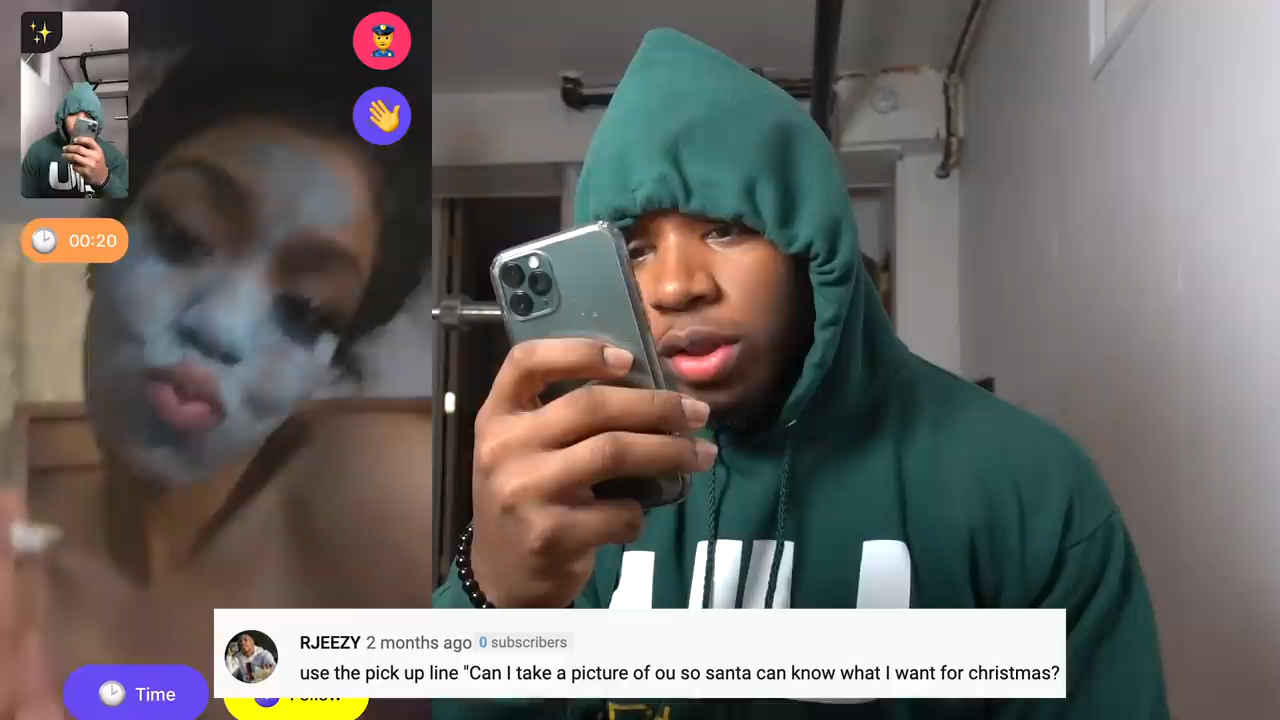 00:20
RJEEZY 2 months ago 0 subscribers
use the pick up line "Can I take a picture of ou so santa can know what I want for christmas?
Time
Follow